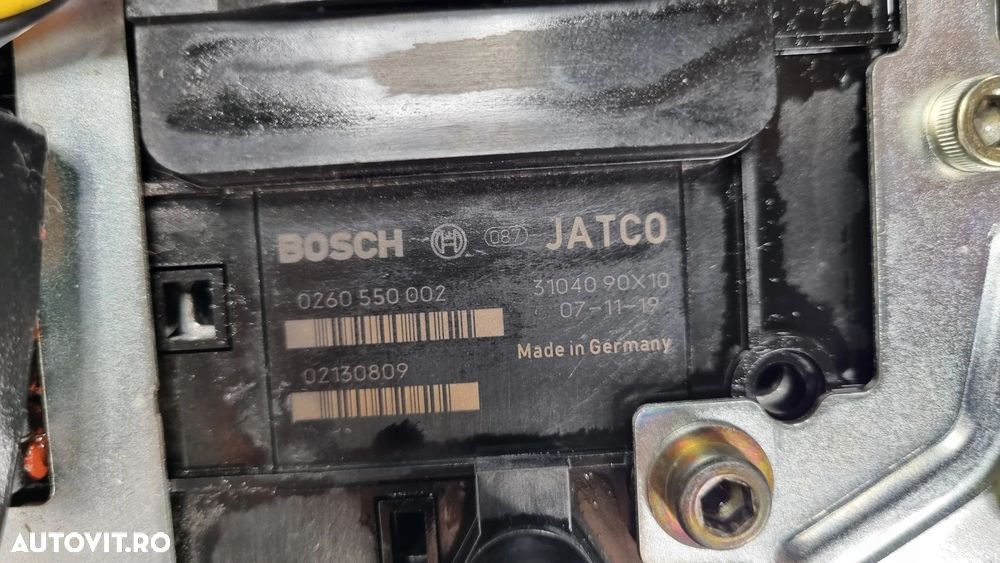 BOSCH 087 JATCO
0260 550 002
31040 90X10
07-11-19
02130809
Made in Germany
AUTOVIT.RO